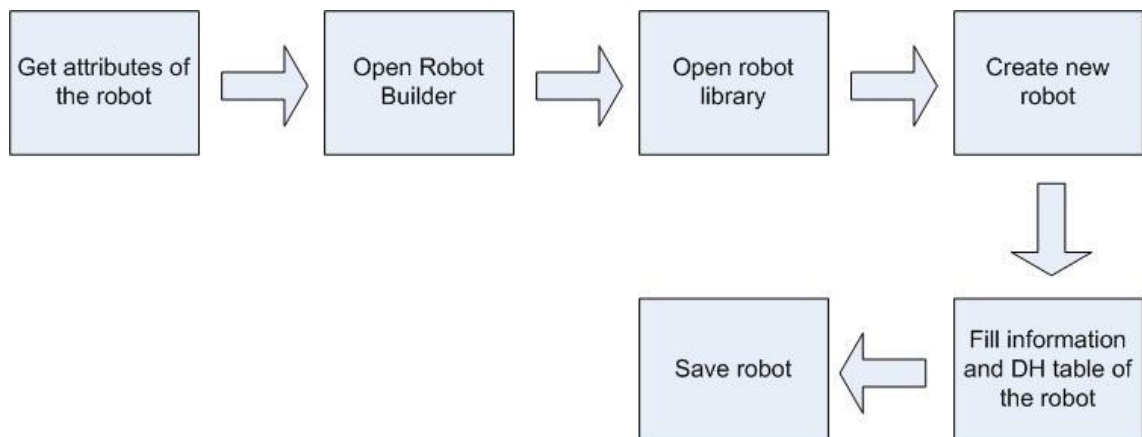 Get attributes of
the robot
Open Robot
Builder
Open robot
library
Create new
robot
Fill information
and DH table of
the robot
Save robot